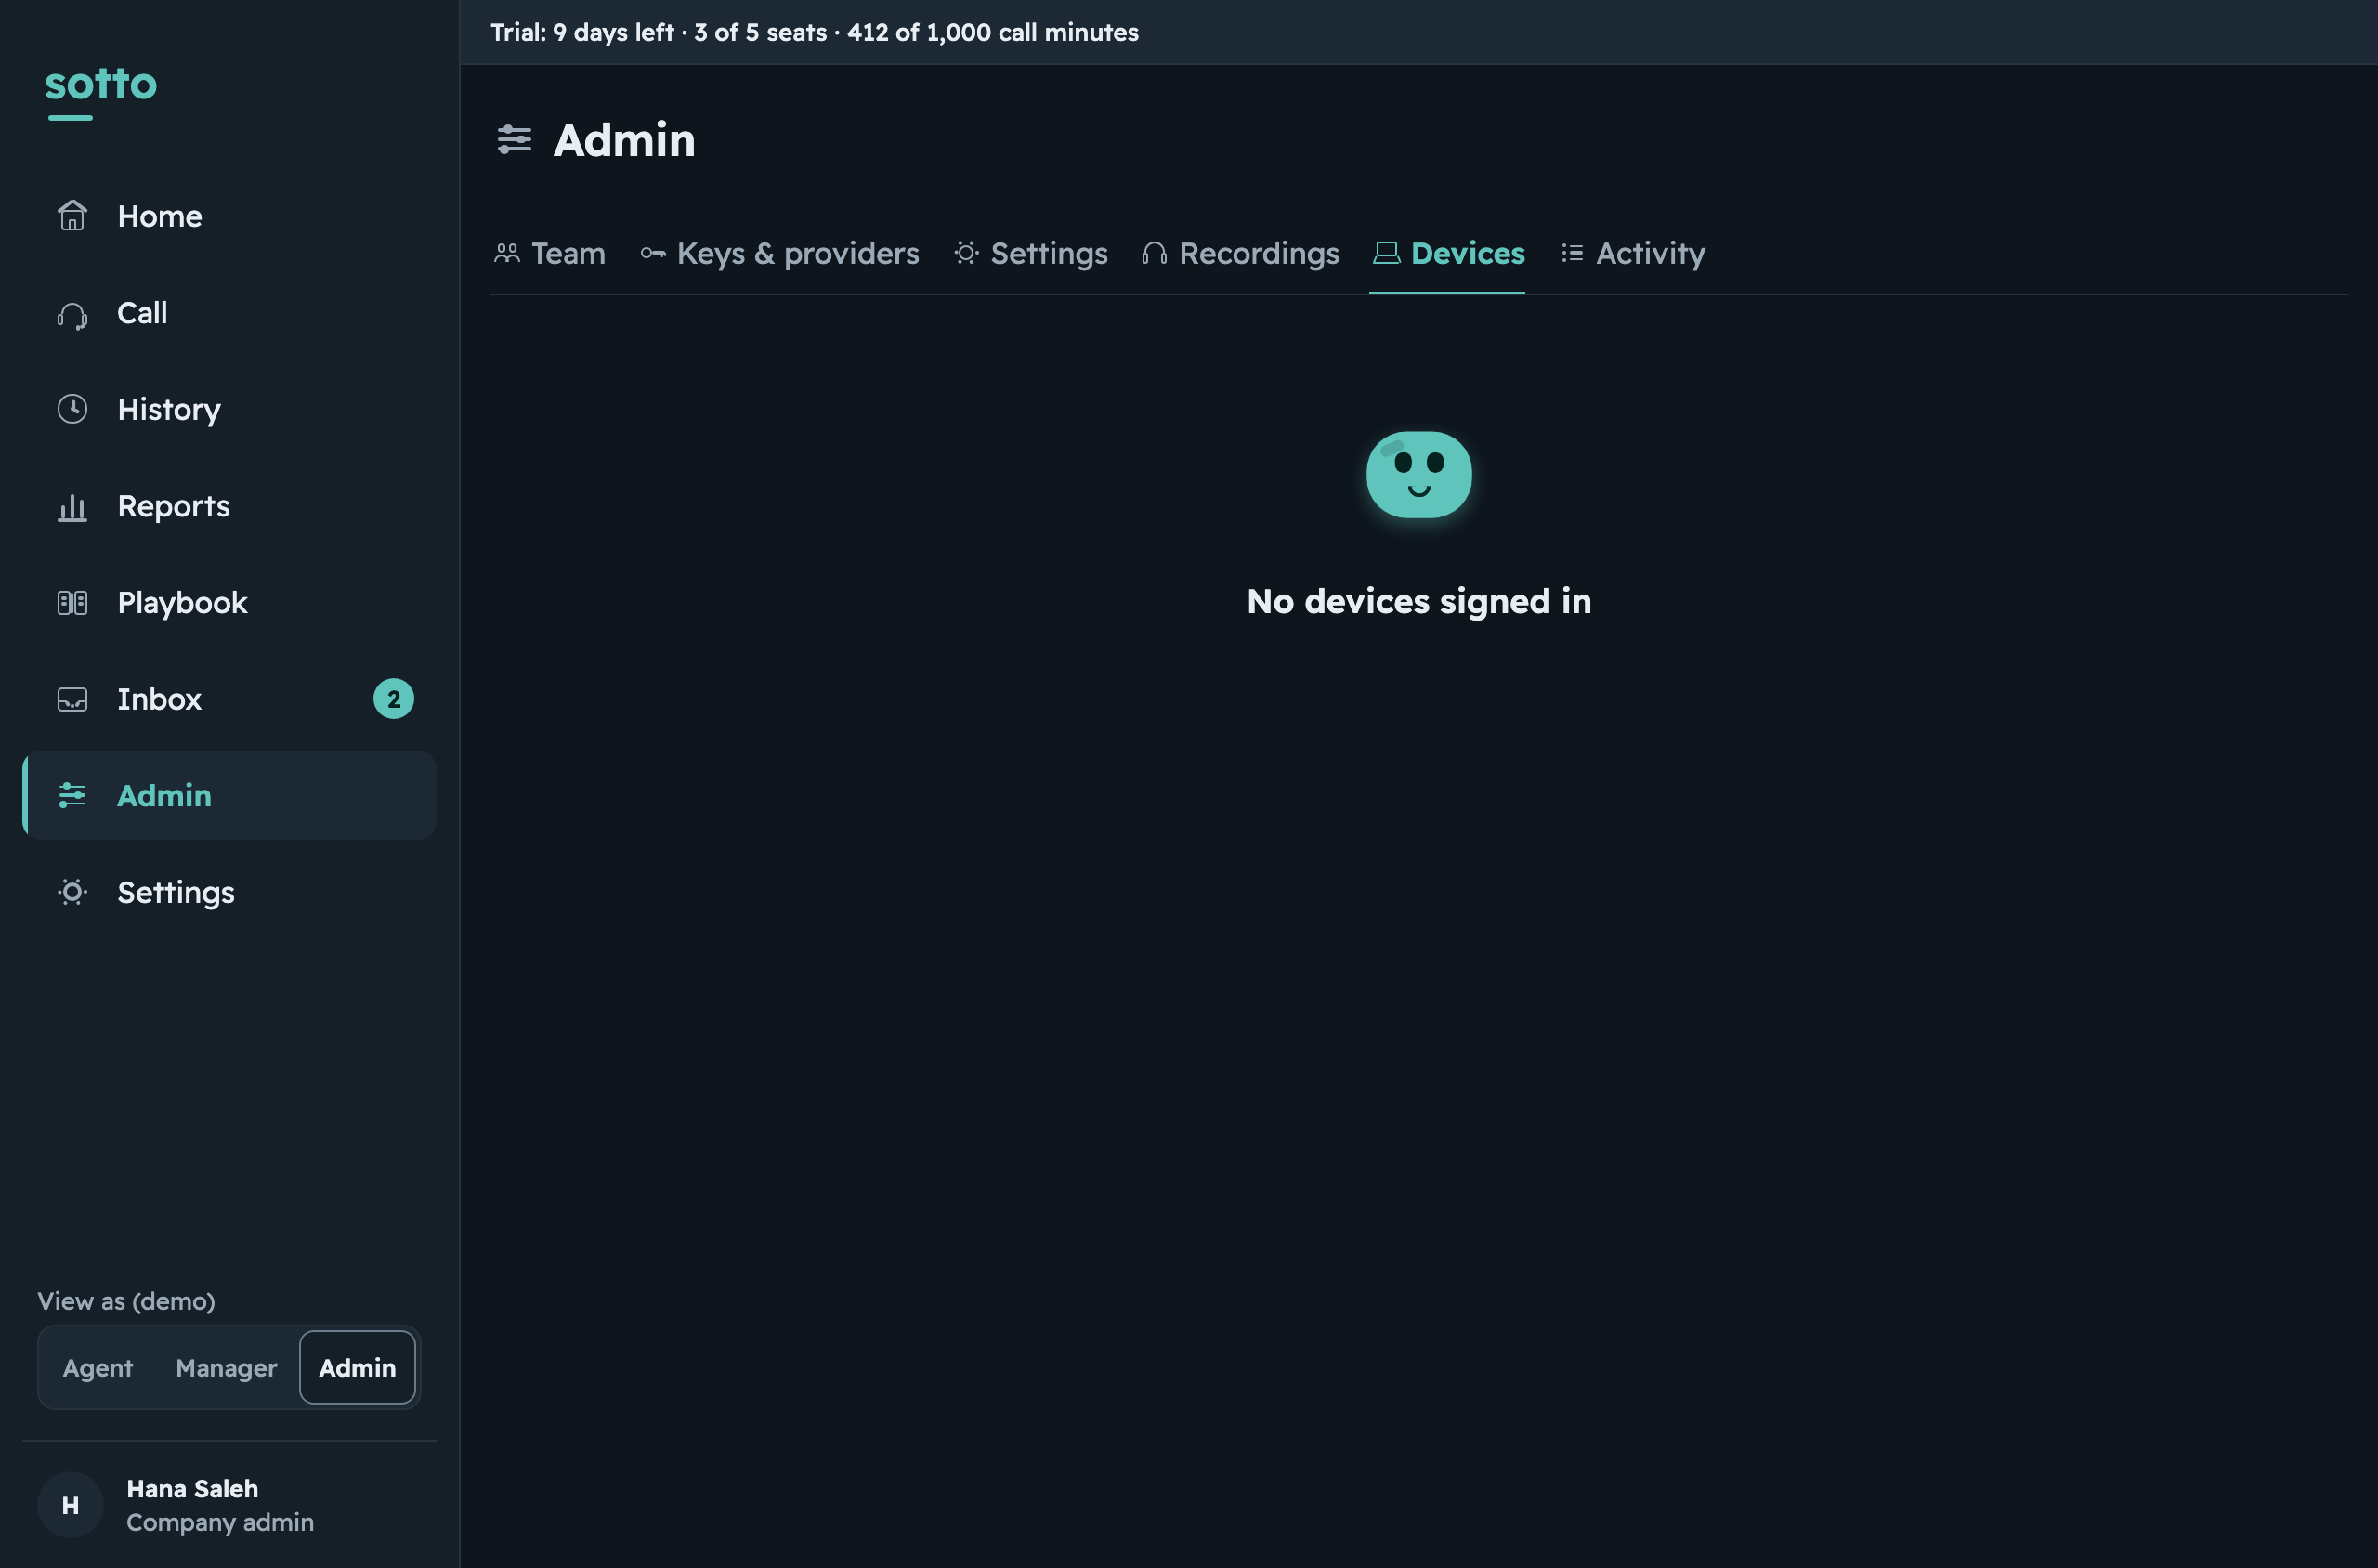 sotto
Home
Call
History
Reports
Playbook
Inbox 2
Admin
Settings
View as (demo)
Agent Manager Admin
H
Hana Saleh
Company admin
Trial: 9 days left · 3 of 5 seats · 412 of 1,000 call minutes
Admin
Team Keys & providers Settings Recordings Devices Activity
No devices signed in